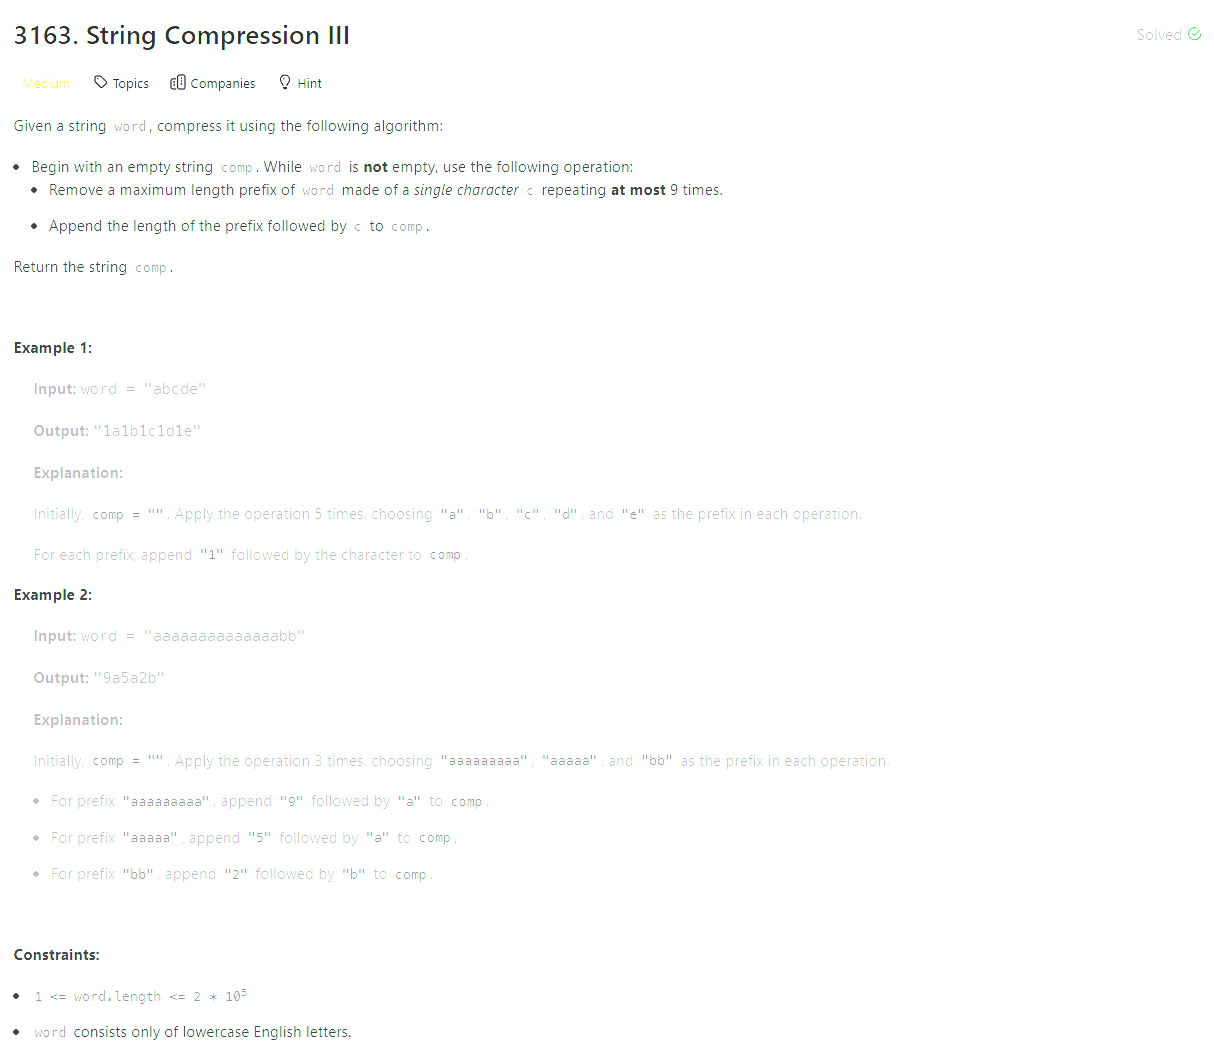 3163. String Compression III
Solved
Medium Topics Companies Hint
Given a string word, compress it using the following algorithm:
Begin with an empty string comp. While word is not empty, use the following operation:
Remove a maximum length prefix of word made of a single character c repeating at most 9 times.
Append the length of the prefix followed by c to comp.
Return the string comp.
Example 1:
Input: word = "abcde"
Output: "1a1b1c1d1e"
Explanation:
Initially, comp = "". Apply the operation 5 times, choosing "a", "b", "c", "d", and "e" as the prefix in each operation.
For each prefix, append "1" followed by the character to comp.
Example 2:
Input: word = "aaaaaaaaaaaaaabb"
Output: "9a5a2b"
Explanation:
Initially, comp = "". Apply the operation 3 times, choosing "aaaaaaaaa", "aaaaa", and "bb" as the prefix in each operation.
For prefix "aaaaaaaaa", append "9" followed by "a" to comp.
For prefix "aaaaa", append "5" followed by "a" to comp.
For prefix "bb", append "2" followed by "b" to comp.
Constraints:
1 <= word.length <= 2 * 10⁵
word consists only of lowercase English letters.